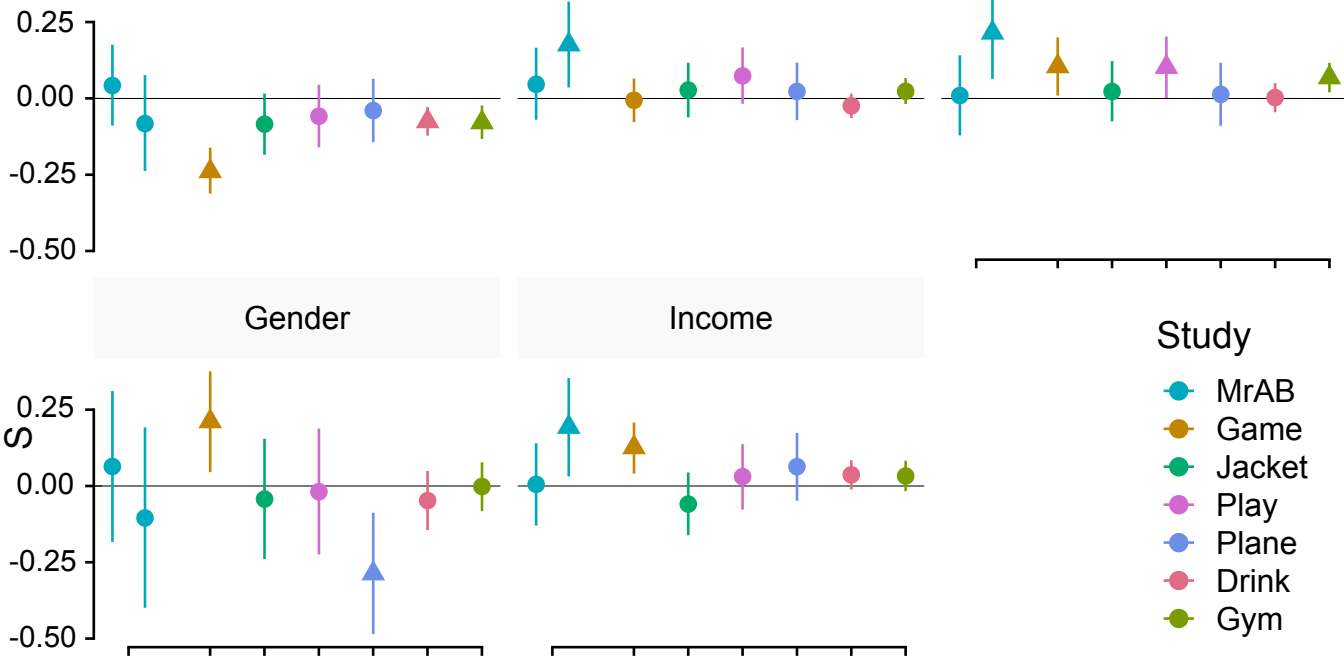 0.25
0.00
-0.25
-0.50
Gender
Income
Study
MrAB
Game
Jacket
Play
Plane
Drink
Gym
S
0.25
0.00
-0.25
-0.50